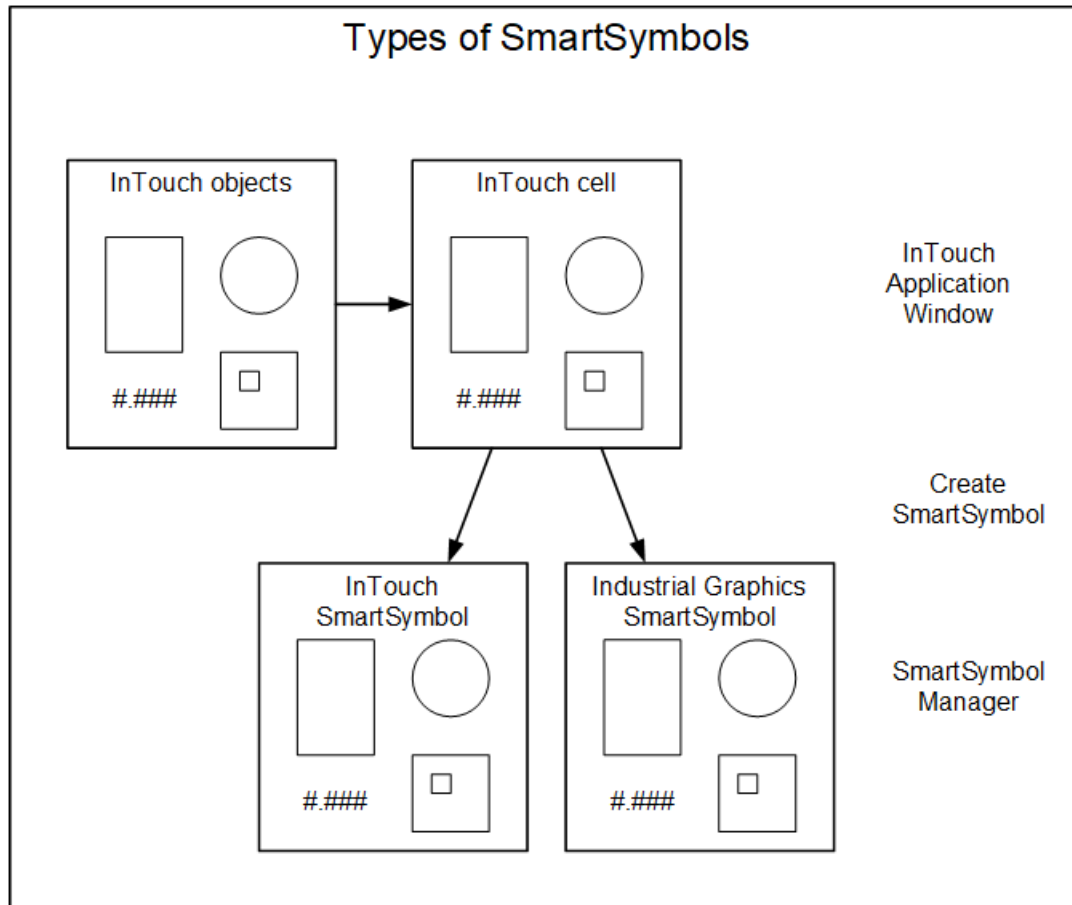 Types of SmartSymbols
InTouch objects
#.###
InTouch cell
#.###
InTouch
Application
Window
Create
SmartSymbol
InTouch
SmartSymbol
#.###
Industrial Graphics
SmartSymbol
#.###
SmartSymbol
Manager